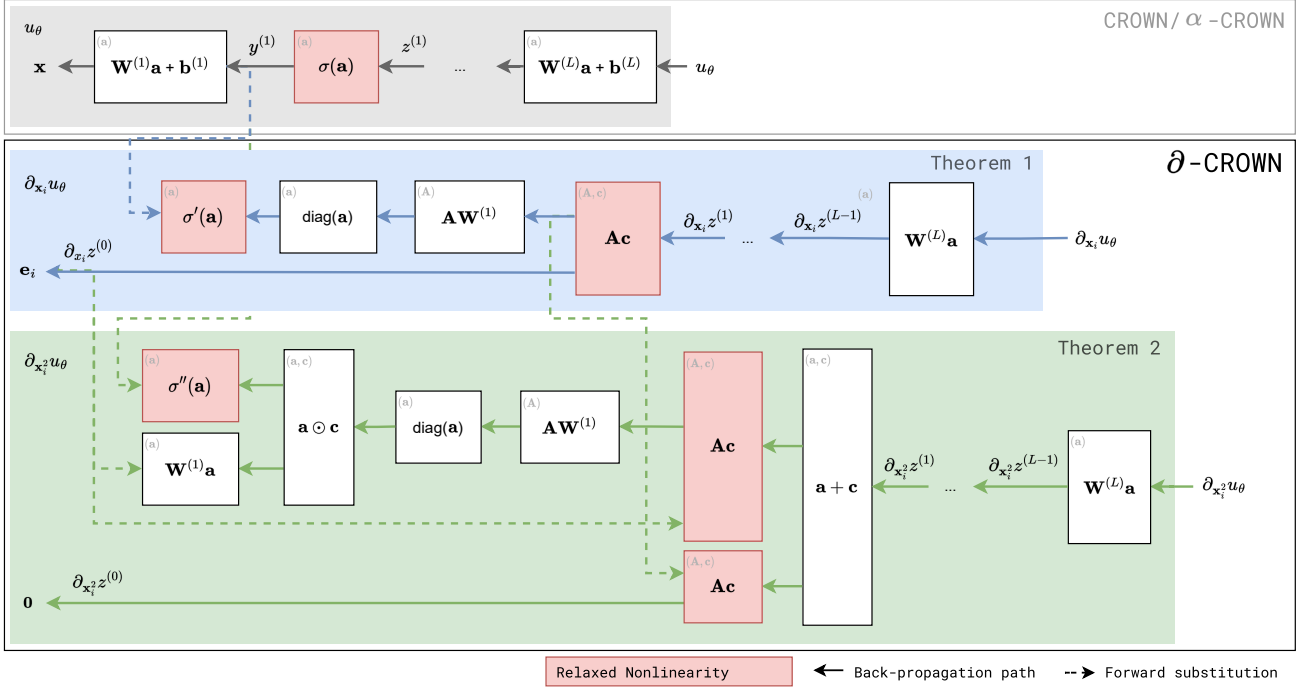 CROWN/α-CROWN
u_θ
x
(a)
W^(1)a + b^(1)
y^(1)
(a)
σ(a)
z^(1)
...
(a)
W^(L)a + b^(L)
u_θ
∂-CROWN
Theorem 1
∂_{x_i}u_θ
(a)
σ′(a)
(a)
diag(a)
(A)
AW^(1)
(A,c)
Ac
∂_{x_i}z^(1)
...
∂_{x_i}z^(L−1)
(a)
W^(L)a
∂_{x_i}u_θ
∂_{x_i}z^(0)
e_i
Theorem 2
∂_{x_i^2}u_θ
(a)
σ″(a)
(a)
W^(1)a
(a,c)
a ⊙ c
(a)
diag(a)
(A)
AW^(1)
(A,c)
Ac
(A,c)
Ac
(a,c)
a + c
∂_{x_i^2}z^(1)
...
∂_{x_i^2}z^(L−1)
(a)
W^(L)a
∂_{x_i^2}u_θ
∂_{x_i^2}z^(0)
0
Relaxed Nonlinearity
Back-propagation path
Forward substitution